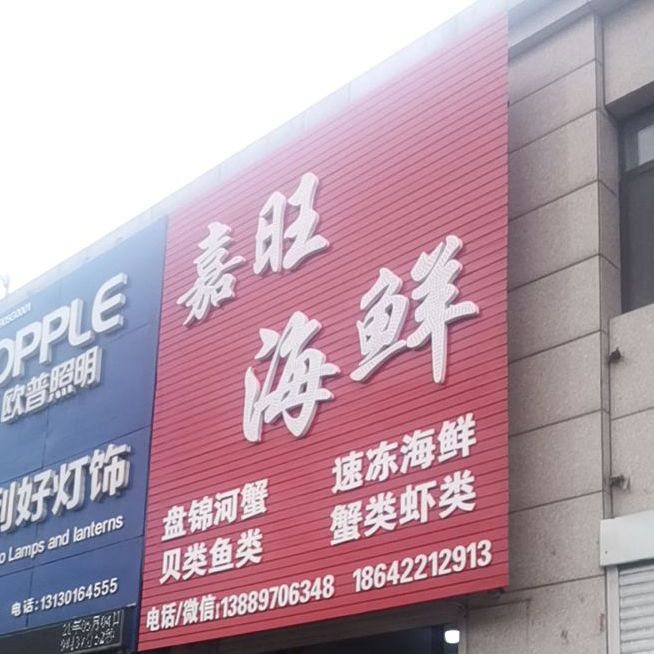 OPPLE
欧普照明
利好灯饰
o Lamps and lanterns
电话:13130164555
嘉旺
海鲜
盘锦河蟹 速冻海鲜
贝类鱼类 蟹类虾类
电话/微信:13889706348 18642212913